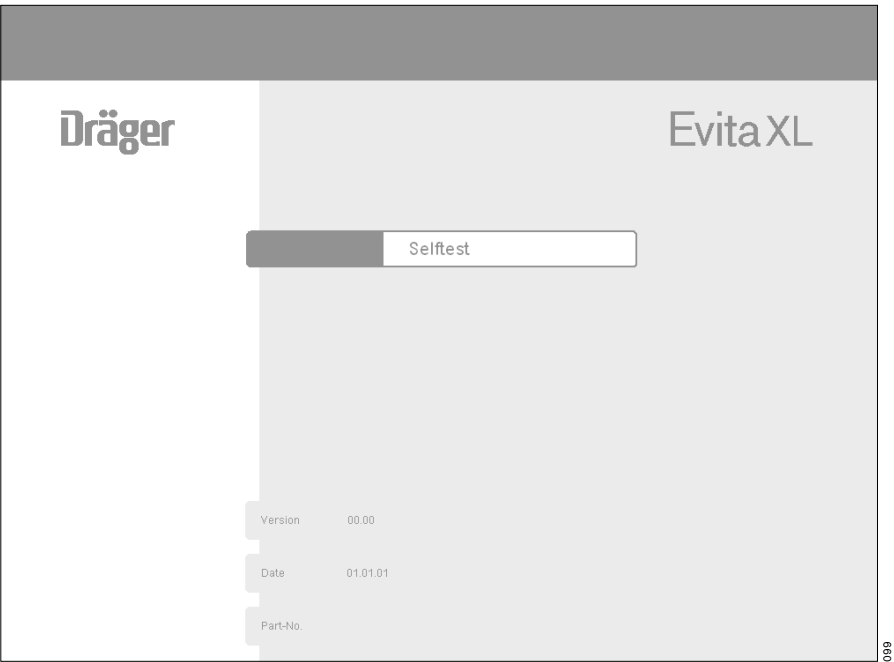 Dräger
Evita XL
Selftest
Version 00.00
Date 01.01.01
Part-No.
099